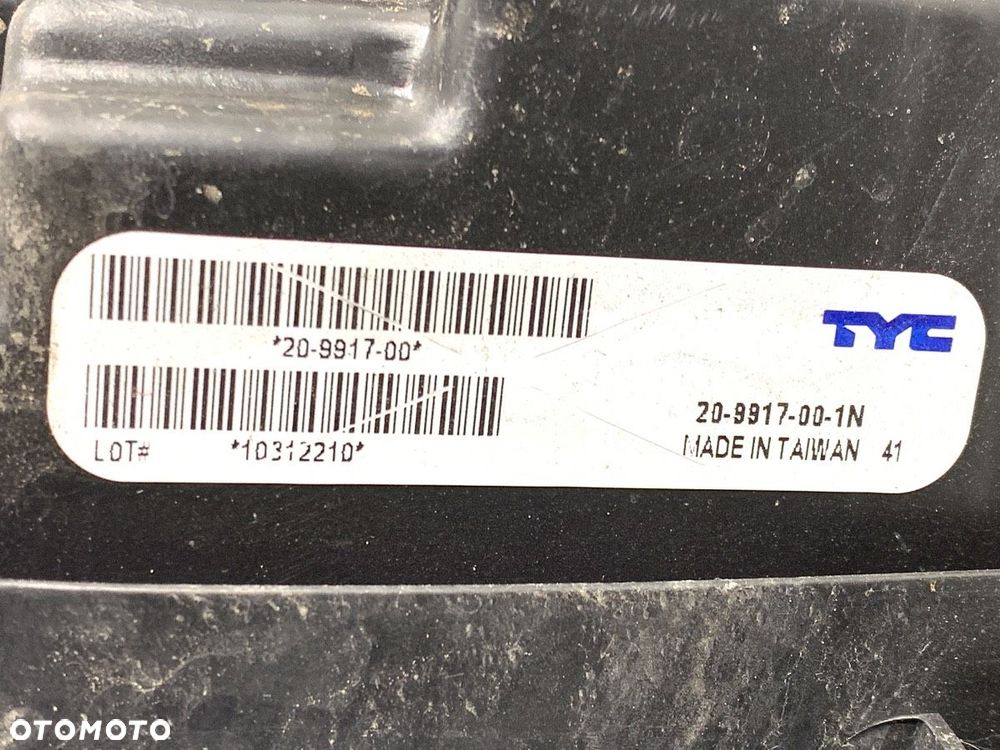 *20-9917-00*
TYC
20-9917-00-1N
LOT# *10312210*
MADE IN TAIWAN 41
OTOMOTO